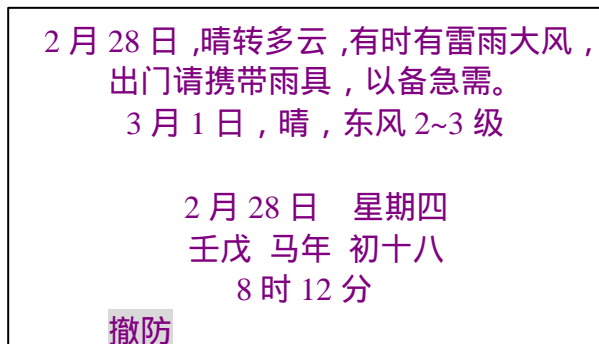 2 月 28 日 ,晴转多云 ,有时有雷雨大风 ,
出门请携带雨具 , 以备急需。
3 月 1 日 , 晴 , 东风 2~3 级
2 月 28 日 星期四
壬戊 马年 初十八
8 时 12 分
撤防